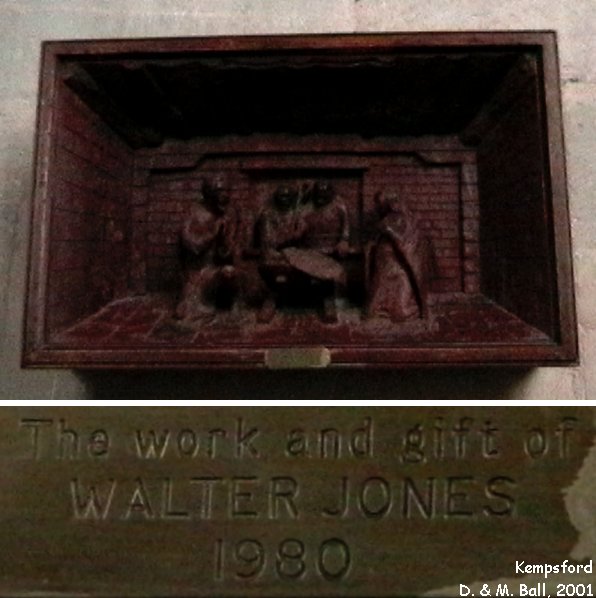 The work and gift of
WALTER JONES
1980
Kempsford
D. & M. Ball, 2001